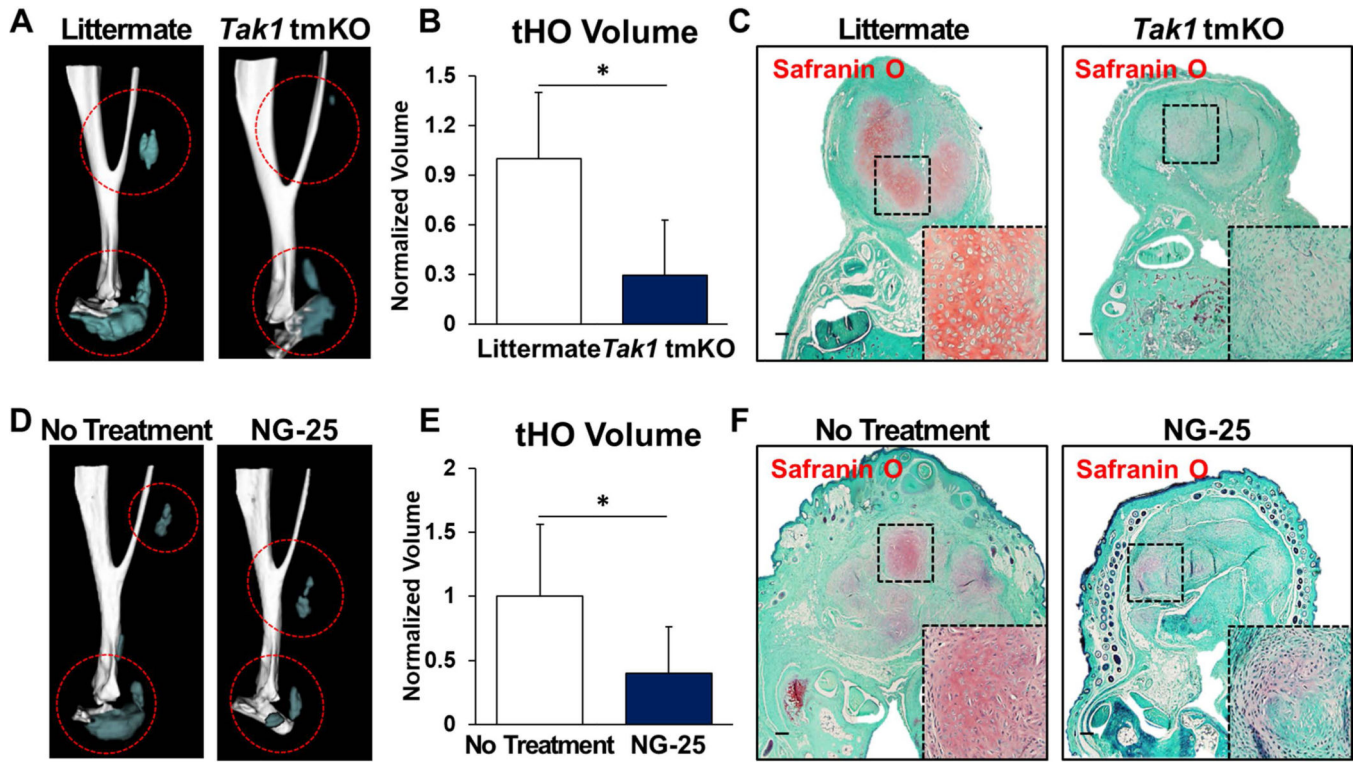 A
Littermate
Tak1 tmKO
B
tHO Volume
*
Normalized Volume
1.5
1.2
0.9
0.6
0.3
0
Littermate Tak1 tmKO
C
Littermate
Tak1 tmKO
Safranin O
Safranin O
D
No Treatment
NG-25
E
tHO Volume
*
Normalized Volume
2
1.5
1
0.5
0
No Treatment NG-25
F
No Treatment
NG-25
Safranin O
Safranin O